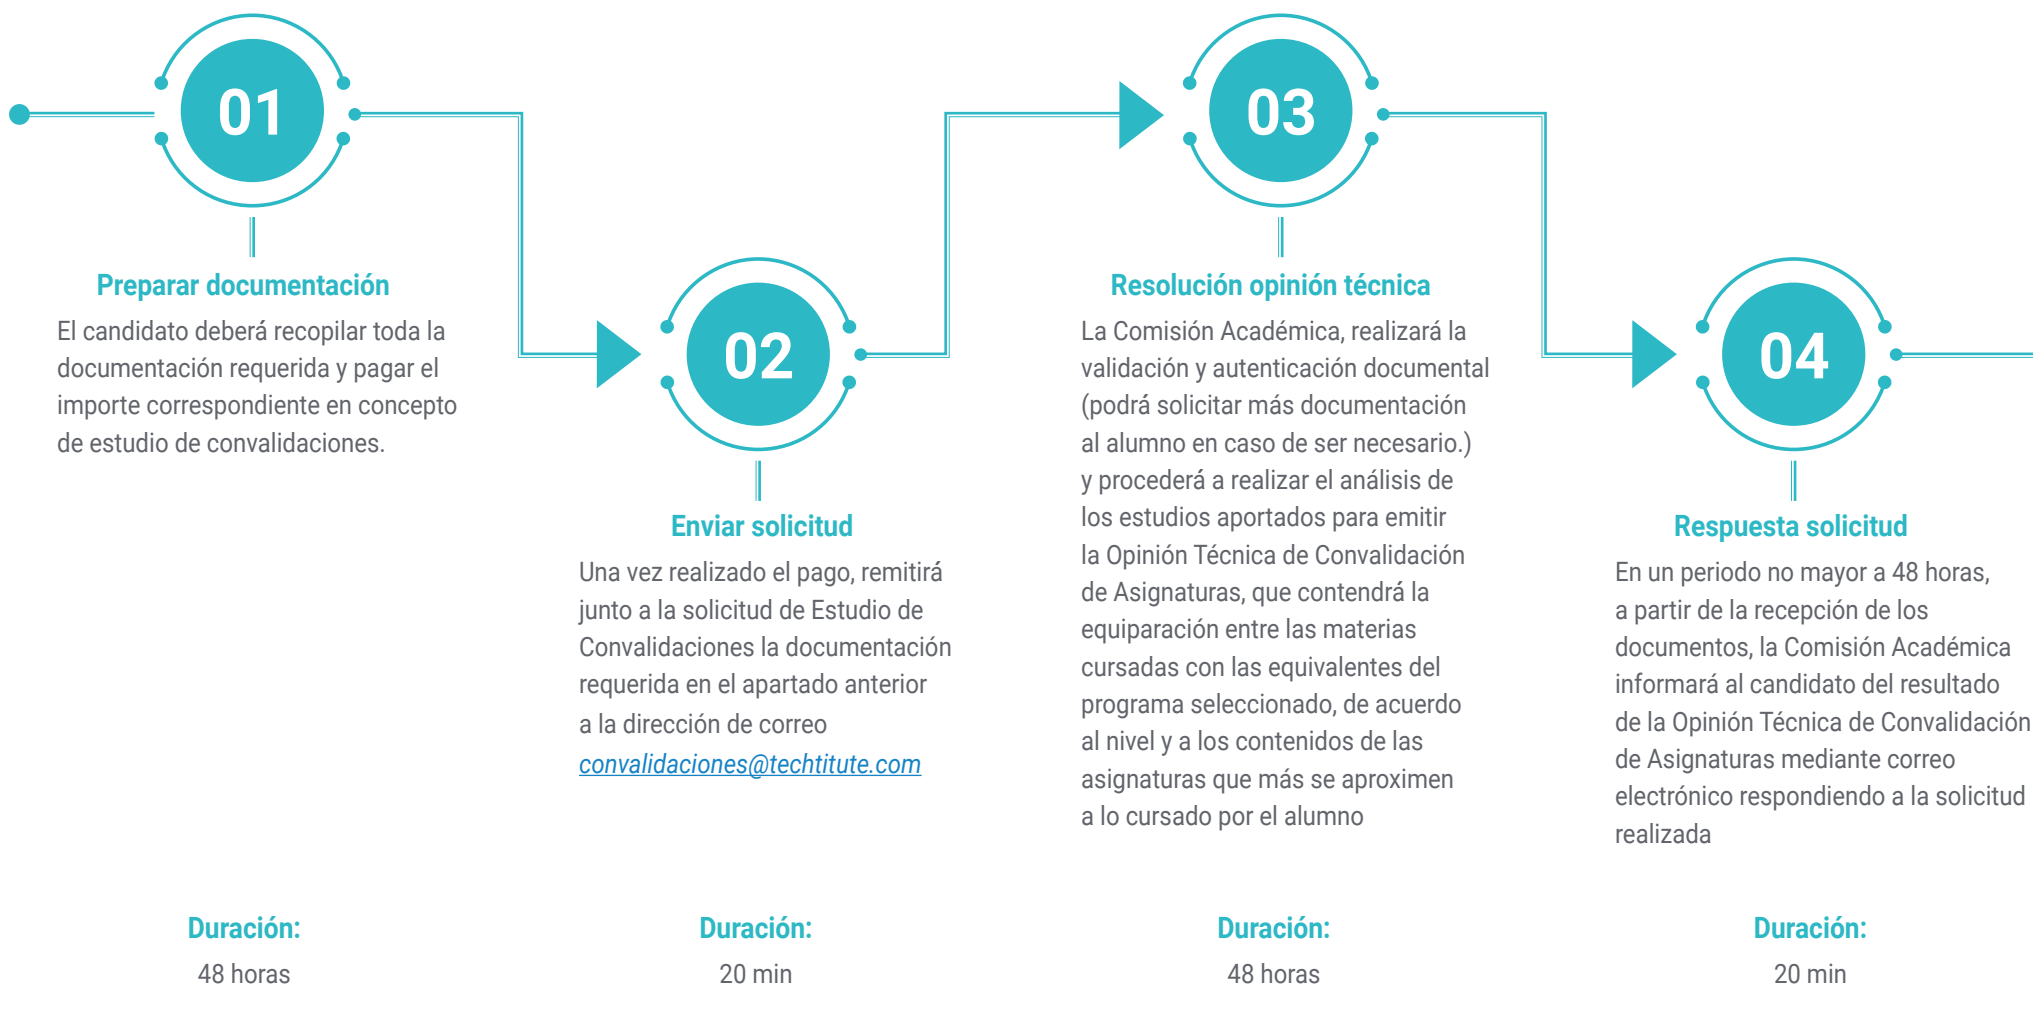 01
Preparar documentación
El candidato deberá recopilar toda la
documentación requerida y pagar el
importe correspondiente en concepto
de estudio de convalidaciones.
Duración:
48 horas
02
Enviar solicitud
Una vez realizado el pago, remitirá
junto a la solicitud de Estudio de
Convalidaciones la documentación
requerida en el apartado anterior
a la dirección de correo
convalidaciones@techtitute.com
Duración:
20 min
03
Resolución opinión técnica
La Comisión Académica, realizará la
validación y autenticación documental
(podrá solicitar más documentación
al alumno en caso de ser necesario.)
y procederá a realizar el análisis de
los estudios aportados para emitir
la Opinión Técnica de Convalidación
de Asignaturas, que contendrá la
equiparación entre las materias
cursadas con las equivalentes del
programa seleccionado, de acuerdo
al nivel y a los contenidos de las
asignaturas que más se aproximen
a lo cursado por el alumno
Duración:
48 horas
04
Respuesta solicitud
En un periodo no mayor a 48 horas,
a partir de la recepción de los
documentos, la Comisión Académica
informará al candidato del resultado
de la Opinión Técnica de Convalidación
de Asignaturas mediante correo
electrónico respondiendo a la solicitud
realizada
Duración:
20 min